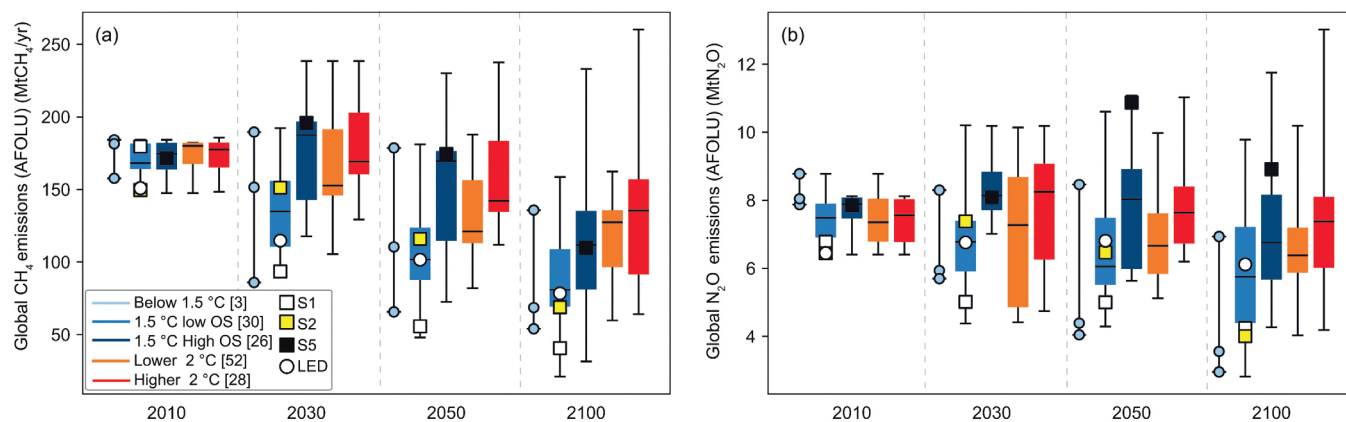 (a)
Global CH₄ emissions (AFOLU) (MtCH₄/yr)
250
200
150
100
50
Below 1.5 °C [3]
1.5 °C low OS [30]
1.5 °C High OS [26]
Lower 2 °C [52]
Higher 2 °C [28]
S1
S2
S5
LED
2010
2030
2050
2100
(b)
Global N₂O emissions (AFOLU) (MtN₂O)
12
10
8
6
4
2010
2030
2050
2100